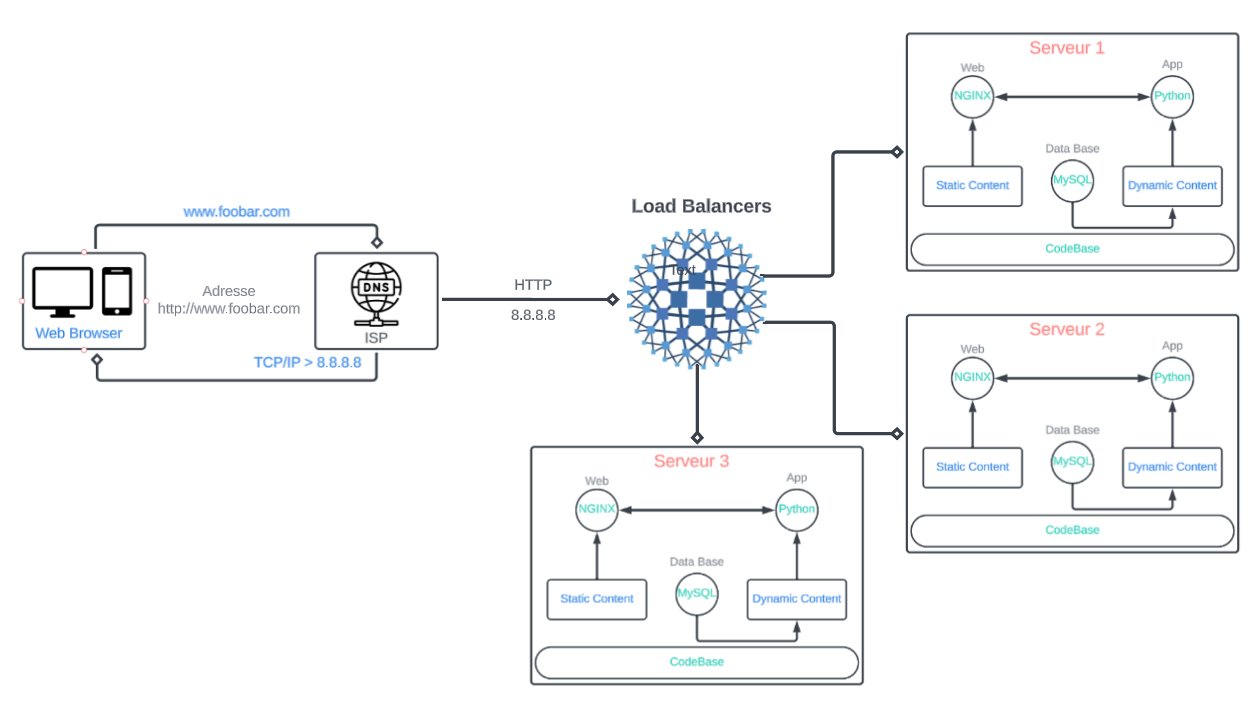 www.foobar.com
Web Browser
Adresse
http://www.foobar.com
DNS
ISP
TCP/IP > 8.8.8.8
HTTP
8.8.8.8
Load Balancers
Text
Serveur 1
Web
App
NGINX
Python
Data Base
MySQL
Static Content
Dynamic Content
CodeBase
Serveur 2
Web
App
NGINX
Python
Data Base
MySQL
Static Content
Dynamic Content
CodeBase
Serveur 3
Web
App
NGINX
Python
Data Base
MySQL
Static Content
Dynamic Content
CodeBase